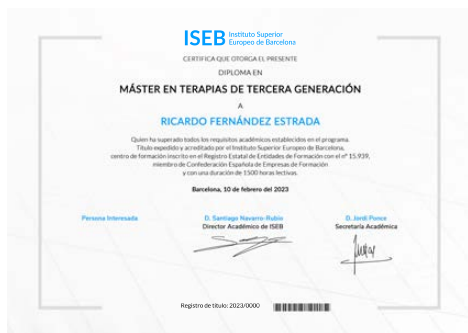 ISEB Instituto Superior
Europeo de Barcelona
CERTIFICA QUE OTORGA EL PRESENTE
DIPLOMA EN
MÁSTER EN TERAPIAS DE TERCERA GENERACIÓN
A
RICARDO FERNÁNDEZ ESTRADA
Quien ha superado todos los requisitos académicos establecidos en el programa.
Título expedido y acreditado por el Instituto Superior Europeo de Barcelona,
centro de formación inscrito en el Registro Estatal de Entidades de Formación con el nº 15.939,
miembro de Confederación Española de Empresas de Formación
y con una duración de 1500 horas lectivas.
Barcelona, 10 de febrero del 2023
Persona Interesada
D. Santiago Navarro-Rubio
Director Académico de ISEB
D. Jordi Ponce
Secretaría Académica
Registro de título: 2023/0000